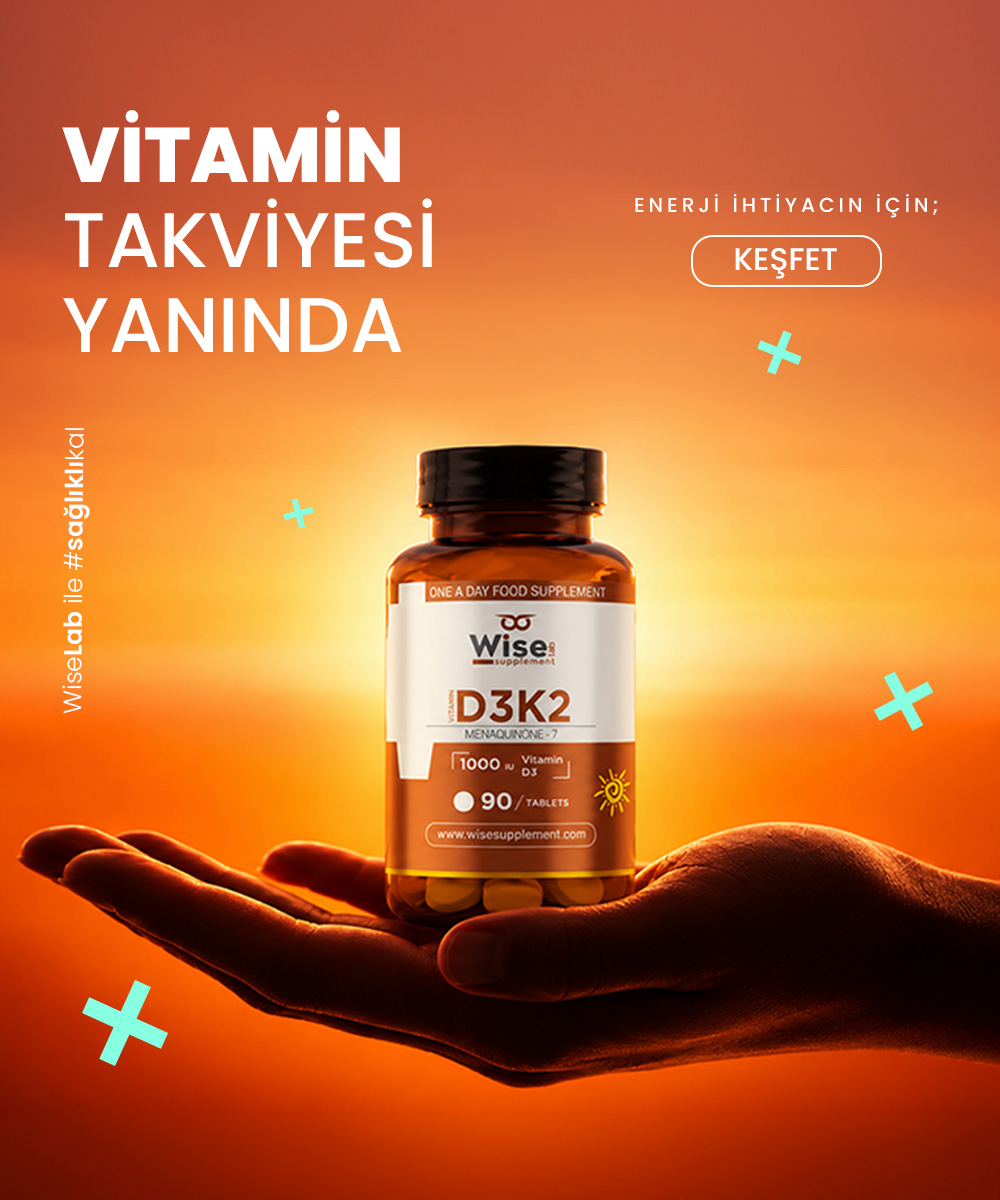 VİTAMİN
TAKVİYESİ
YANINDA
ENERJİ İHTİYACIN İÇİN;
KEŞFET
WiseLab ile #sağlıklıkal
ONE A DAY FOOD SUPPLEMENT
Wise Lab
supplement
VITAMIN D3K2
MENAQUINONE - 7
1000 IU Vitamin
D3
90 / TABLETS
www.wisesupplement.com